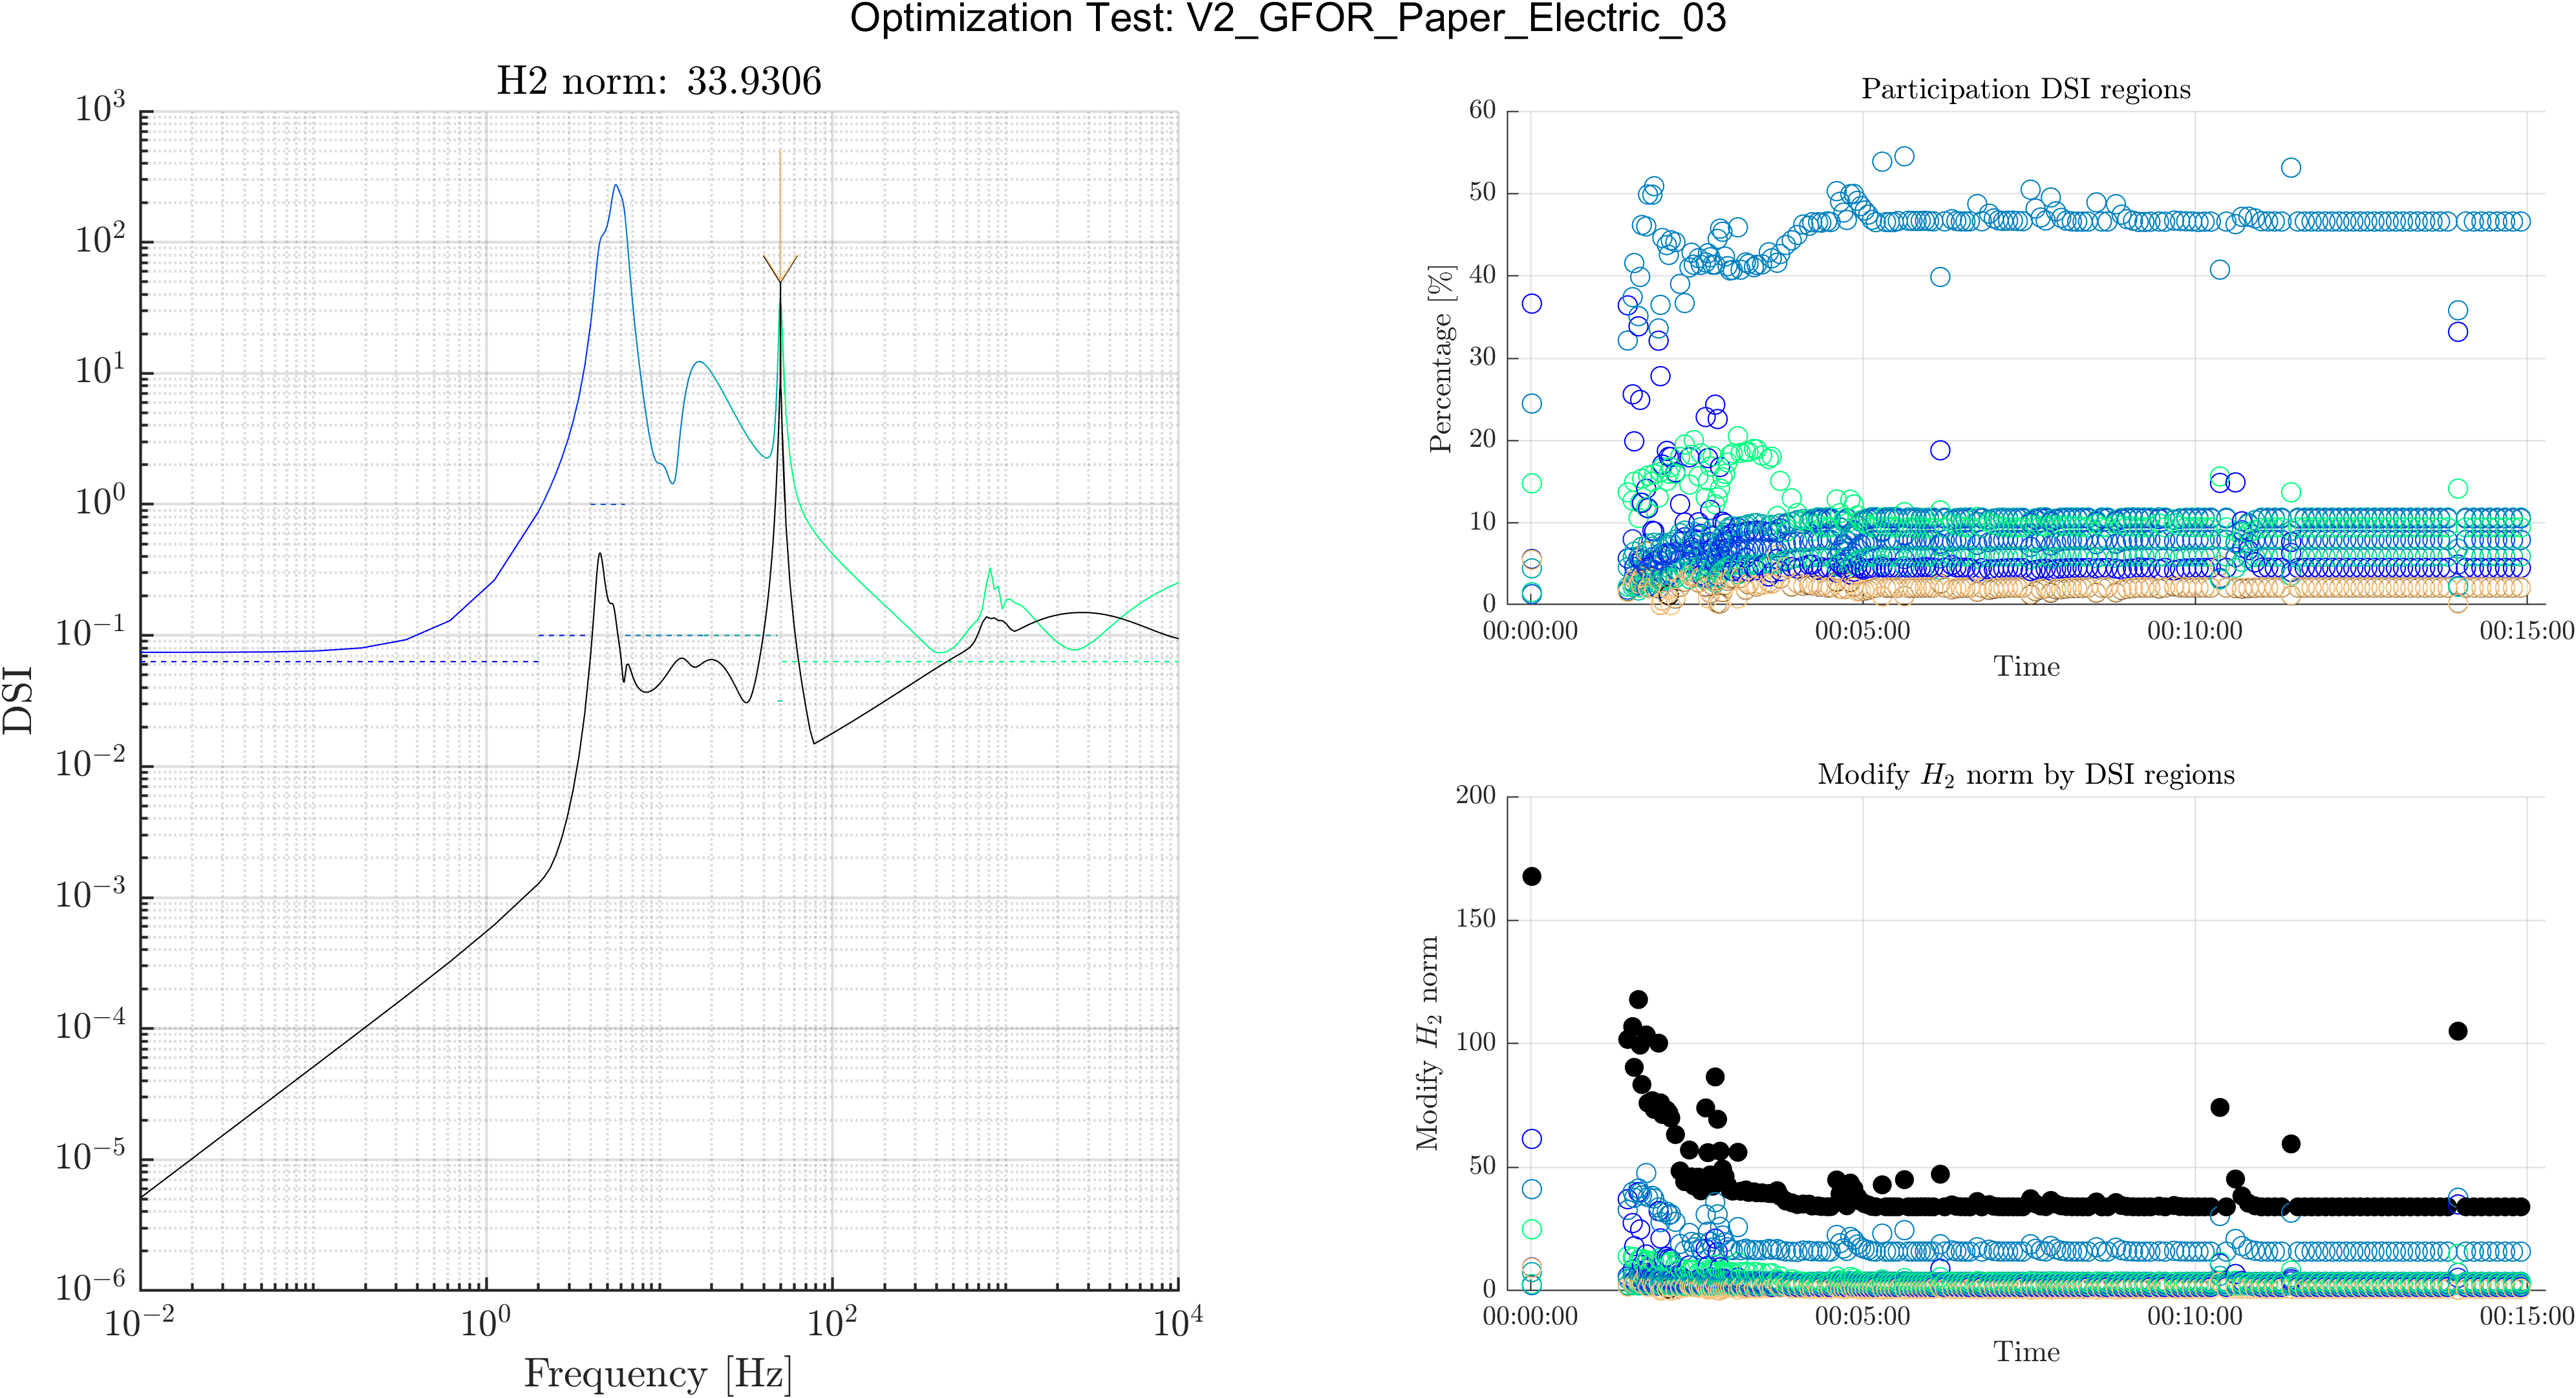 Optimization Test: V2_GFOR_Paper_Electric_03
H2 norm: 33.9306
10^3
10^2
10^1
10^0
10^-1
10^-2
10^-3
10^-4
10^-5
10^-6
DSI
10^-2 10^0 10^2 10^4
Frequency [Hz]
Participation DSI regions
60
50
40
30
20
10
0
Percentage [%]
00:00:00 00:05:00 00:10:00 00:15:00
Time
Modify H_2 norm by DSI regions
200
150
100
50
0
Modify H_2 norm
00:00:00 00:05:00 00:10:00 00:15:00
Time